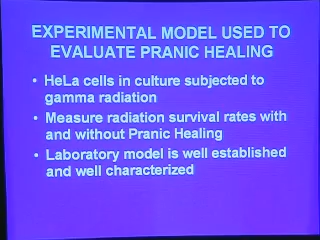 EXPERIMENTAL MODEL USED TO
EVALUATE PRANIC HEALING
• HeLa cells in culture subjected to
gamma radiation
• Measure radiation survival rates with
and without Pranic Healing
• Laboratory model is well established
and well characterized